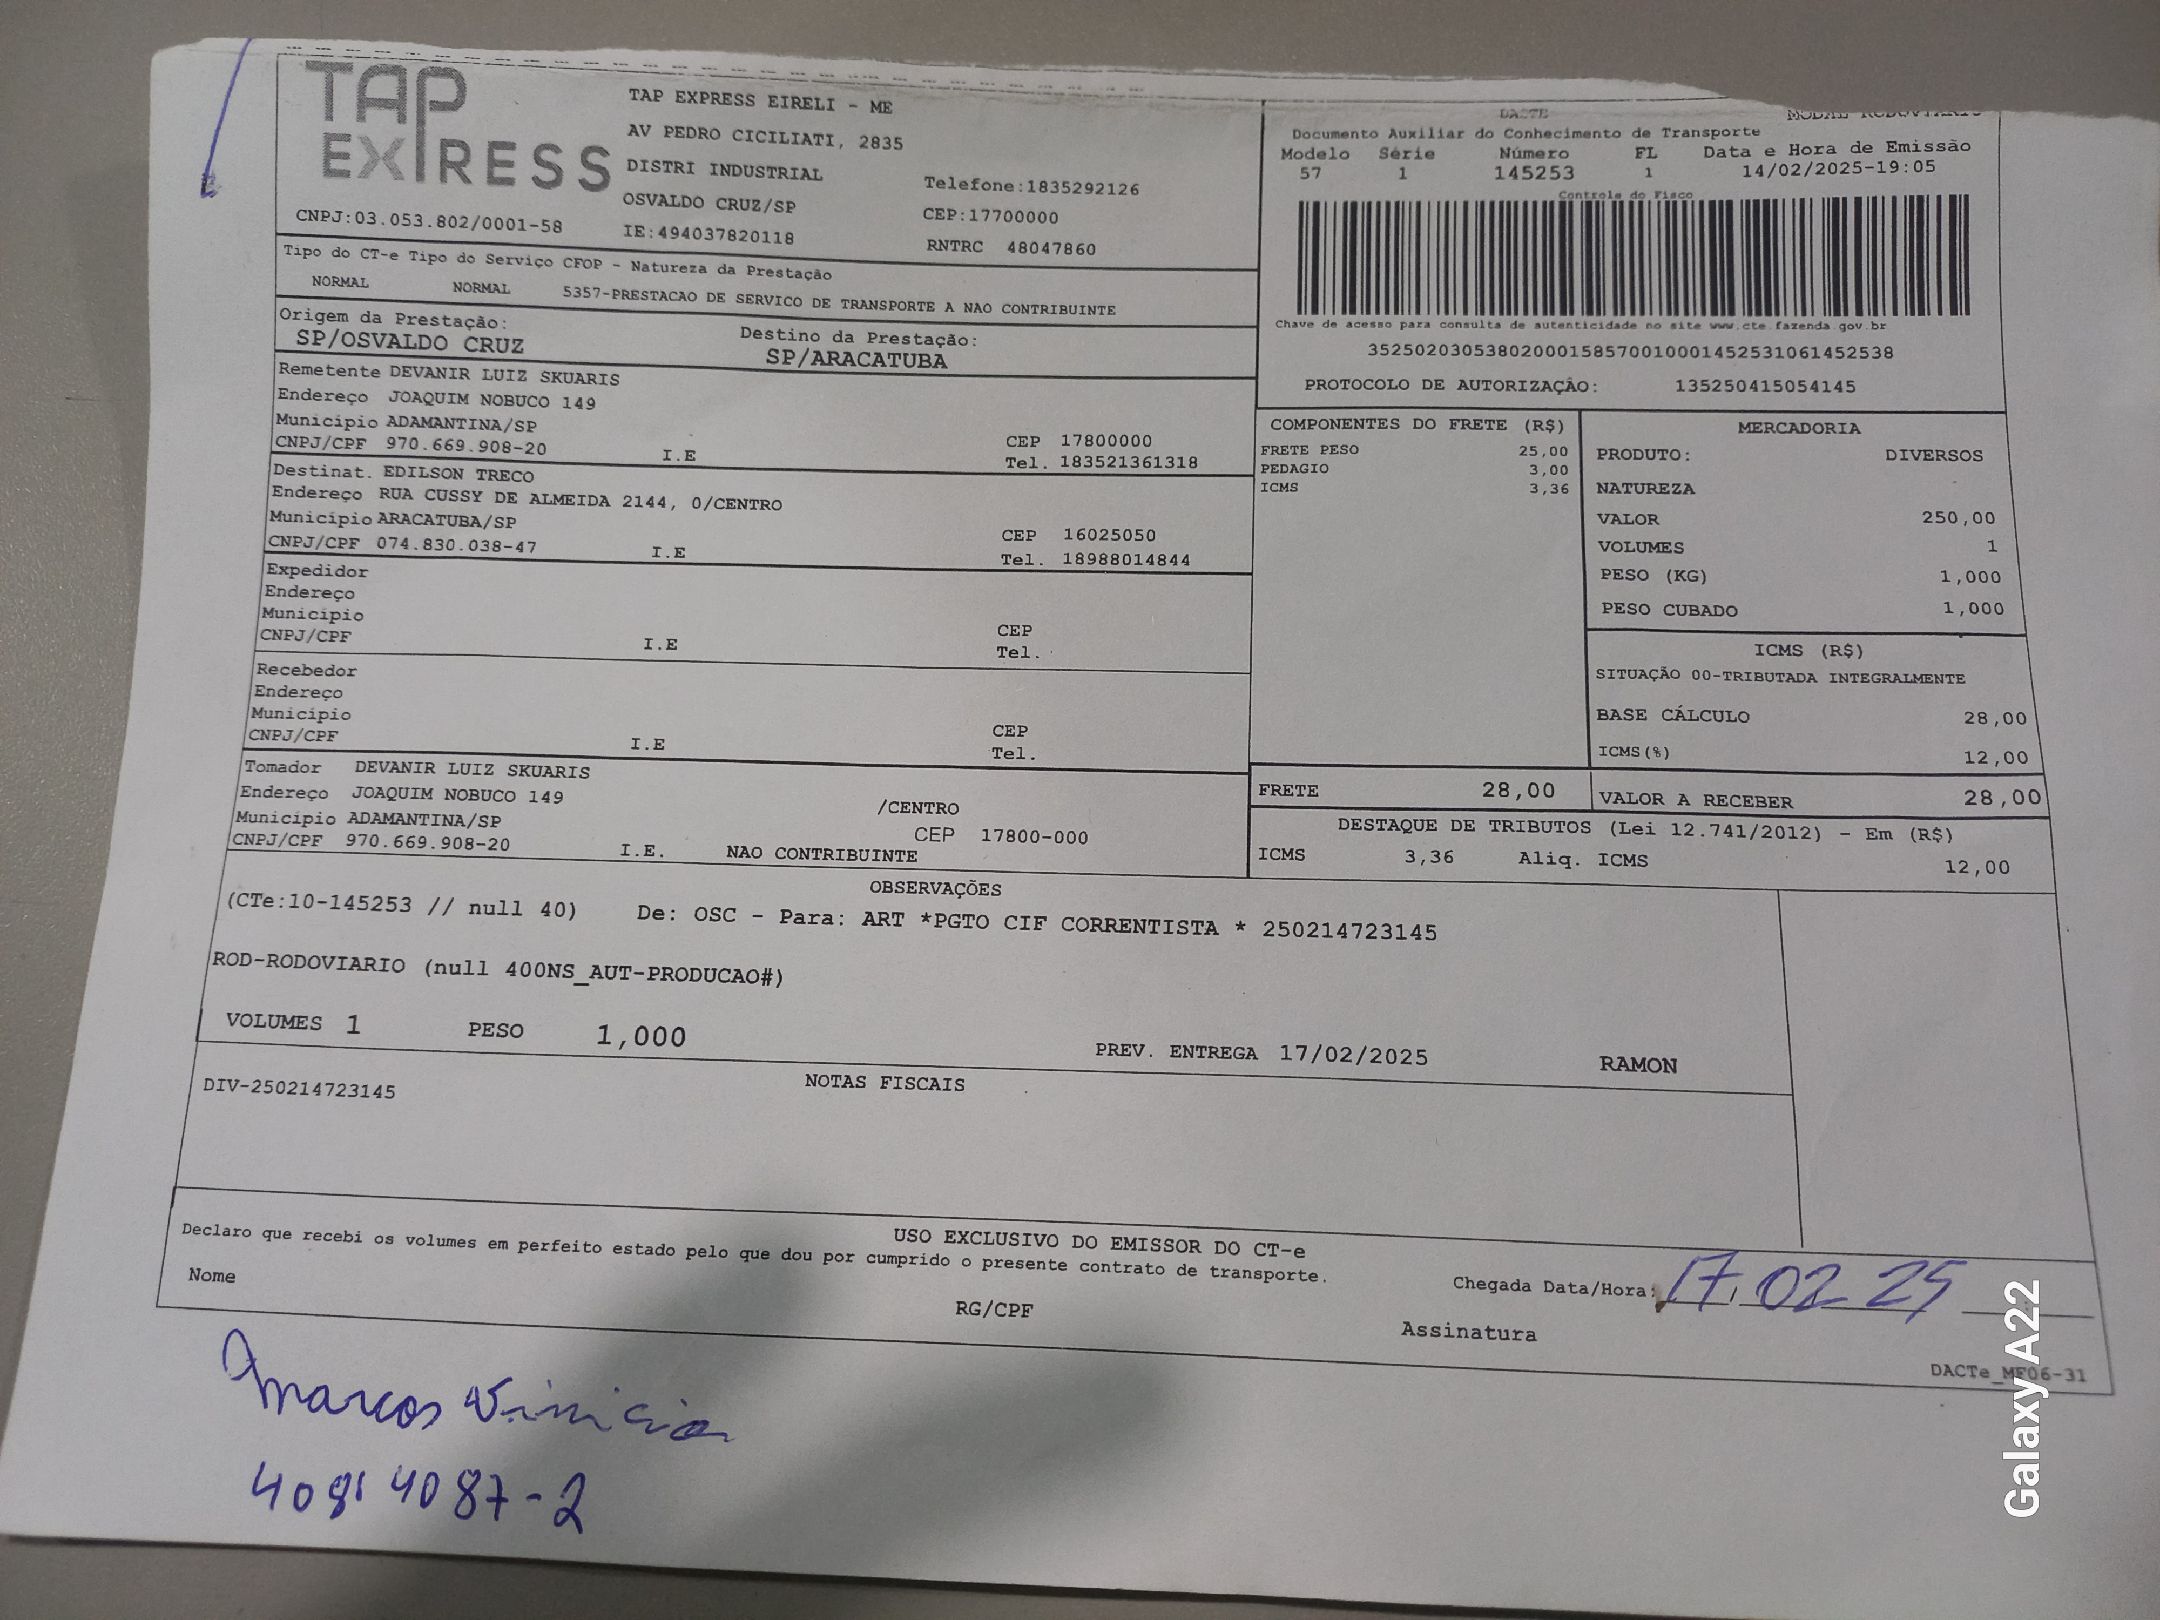 TAP EXPRESS
TAP EXPRESS EIRELI - ME
AV PEDRO CICILIATI, 2835
DISTRI INDUSTRIAL
Telefone:1835292126
OSVALDO CRUZ/SP
CEP:17700000
CNPJ:03.053.802/0001-58
IE:494037820118
RNTRC 48047860
DACTE
MODAL RODOVIARIO
Documento Auxiliar do Conhecimento de Transporte
Modelo Série Número FL Data e Hora de Emissão
57 1 145253 1 14/02/2025-19:05
Controle do Fisco
Chave de acesso para consulta de autenticidade no site www.cte.fazenda.gov.br
35250203053802000158570010001452531061452538
PROTOCOLO DE AUTORIZAÇÃO: 135250415054145
Tipo do CT-e Tipo do Serviço CFOP - Natureza da Prestação
NORMAL NORMAL 5357-PRESTACAO DE SERVICO DE TRANSPORTE A NAO CONTRIBUINTE
Origem da Prestação: Destino da Prestação:
SP/OSVALDO CRUZ SP/ARACATUBA
Remetente DEVANIR LUIZ SKUARIS
Endereço JOAQUIM NOBUCO 149
Município ADAMANTINA/SP CEP 17800000
CNPJ/CPF 970.669.908-20 I.E Tel. 183521361318
Destinat. EDILSON TRECO
Endereço RUA CUSSY DE ALMEIDA 2144, 0/CENTRO
Município ARACATUBA/SP CEP 16025050
CNPJ/CPF 074.830.038-47 I.E Tel. 18988014844
Expedidor
Endereço
Município CEP
CNPJ/CPF I.E Tel.
Recebedor
Endereço
Município CEP
CNPJ/CPF I.E Tel.
Tomador DEVANIR LUIZ SKUARIS
Endereço JOAQUIM NOBUCO 149 /CENTRO
Município ADAMANTINA/SP CEP 17800-000
CNPJ/CPF 970.669.908-20 I.E. NAO CONTRIBUINTE
COMPONENTES DO FRETE (R$)
FRETE PESO 25,00
PEDAGIO 3,00
ICMS 3,36
MERCADORIA
PRODUTO: DIVERSOS
NATUREZA
VALOR 250,00
VOLUMES 1
PESO (KG) 1,000
PESO CUBADO 1,000
ICMS (R$)
SITUAÇÃO 00-TRIBUTADA INTEGRALMENTE
BASE CÁLCULO 28,00
ICMS(%) 12,00
FRETE 28,00 VALOR A RECEBER 28,00
DESTAQUE DE TRIBUTOS (Lei 12.741/2012) - Em (R$)
ICMS 3,36 Aliq. ICMS 12,00
OBSERVAÇÕES
(CTe:10-145253 // null 40) De: OSC - Para: ART *PGTO CIF CORRENTISTA * 250214723145
ROD-RODOVIARIO (null 400NS_AUT-PRODUCAO#)
VOLUMES 1 PESO 1,000 PREV. ENTREGA 17/02/2025 RAMON
NOTAS FISCAIS
DIV-250214723145
USO EXCLUSIVO DO EMISSOR DO CT-e
Declaro que recebi os volumes em perfeito estado pelo que dou por cumprido o presente contrato de transporte.
Nome RG/CPF Assinatura
Chegada Data/Hora: 17.02 25
DACTe_MF06-31
Marcos Vinicio
4081 4087-2
Galaxy A22